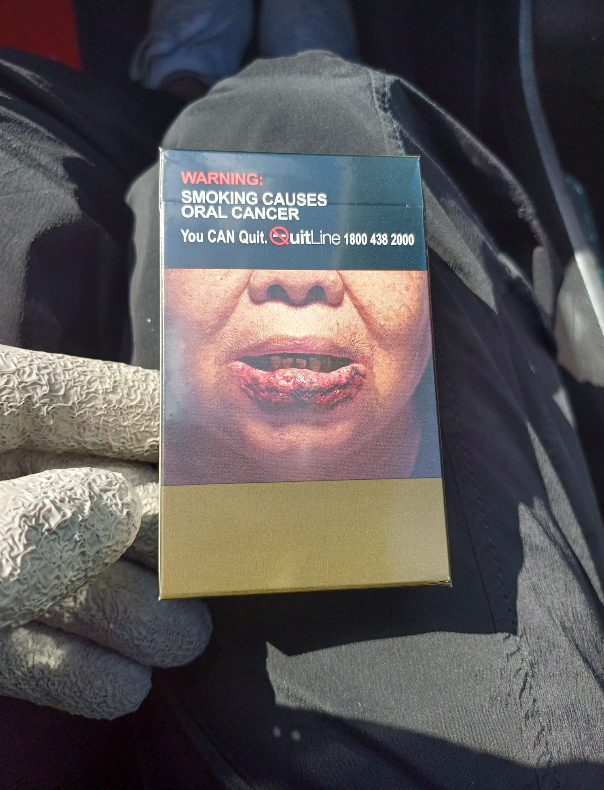 WARNING:
SMOKING CAUSES
ORAL CANCER
You CAN Quit. QuitLine 1800 438 2000